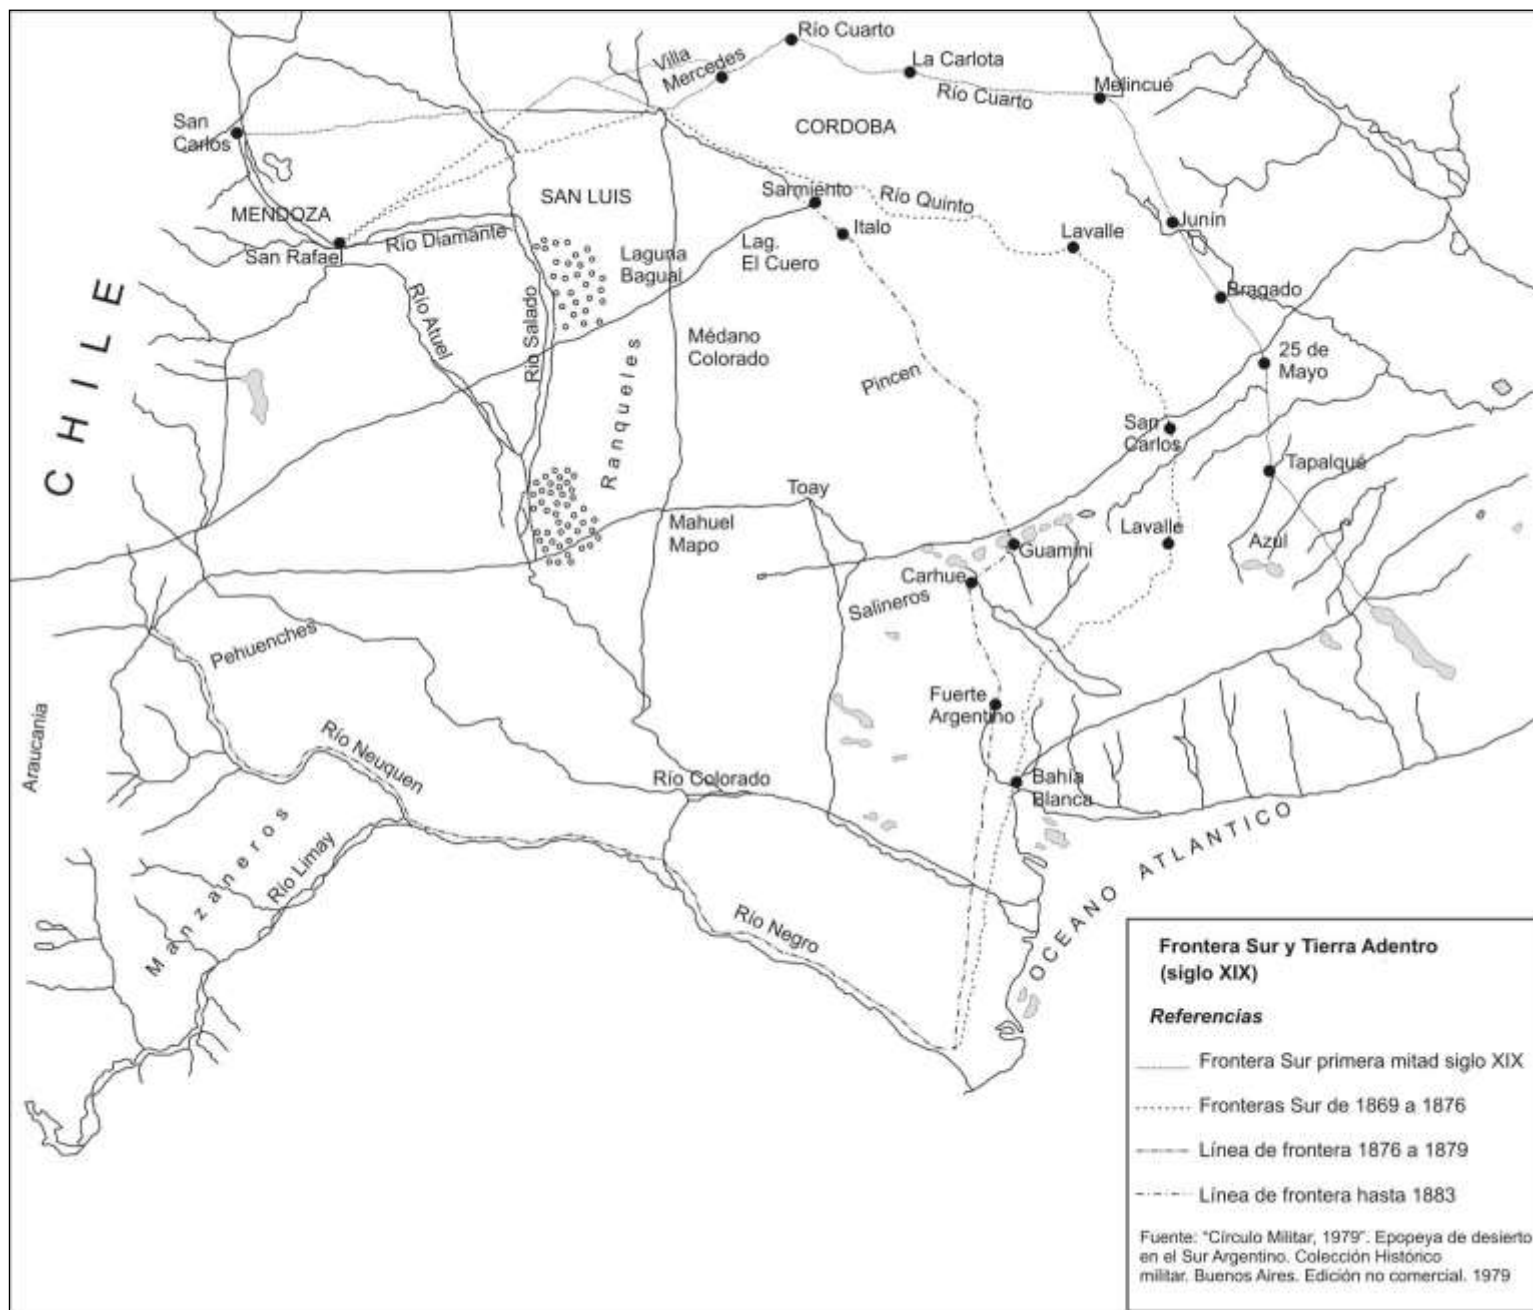 Río Cuarto
Villa
Mercedes
La Carlota
Río Cuarto
Melincué
San
Carlos
CORDOBA
MENDOZA
San Rafael
Río Diamante
SAN LUIS
Sarmiento
Italo
Río Quinto
Lavalle
Junín
Laguna
Bagual
Lag.
El Cuero
Bragado
CHILE
Río Atuel
Río Salado
Ranqueles
Médano
Colorado
Pincen
25 de
Mayo
San
Carlos
Tapalqué
Toay
Mahuel
Mapo
Guaminí
Lavalle
Azul
Carhue
Salineros
Pehuenches
Fuerte
Argentino
Araucania
Río Neuquen
Río Colorado
Bahía
Blanca
Manzaneros
Río Limay
Río Negro
OCEANO ATLANTICO
Frontera Sur y Tierra Adentro
(siglo XIX)
Referencias
Frontera Sur primera mitad siglo XIX
Fronteras Sur de 1869 a 1876
Línea de frontera 1876 a 1879
Línea de frontera hasta 1883
Fuente: "Círculo Militar, 1979". Epopeya de desierto
en el Sur Argentino. Colección Histórico
militar. Buenos Aires. Edición no comercial. 1979